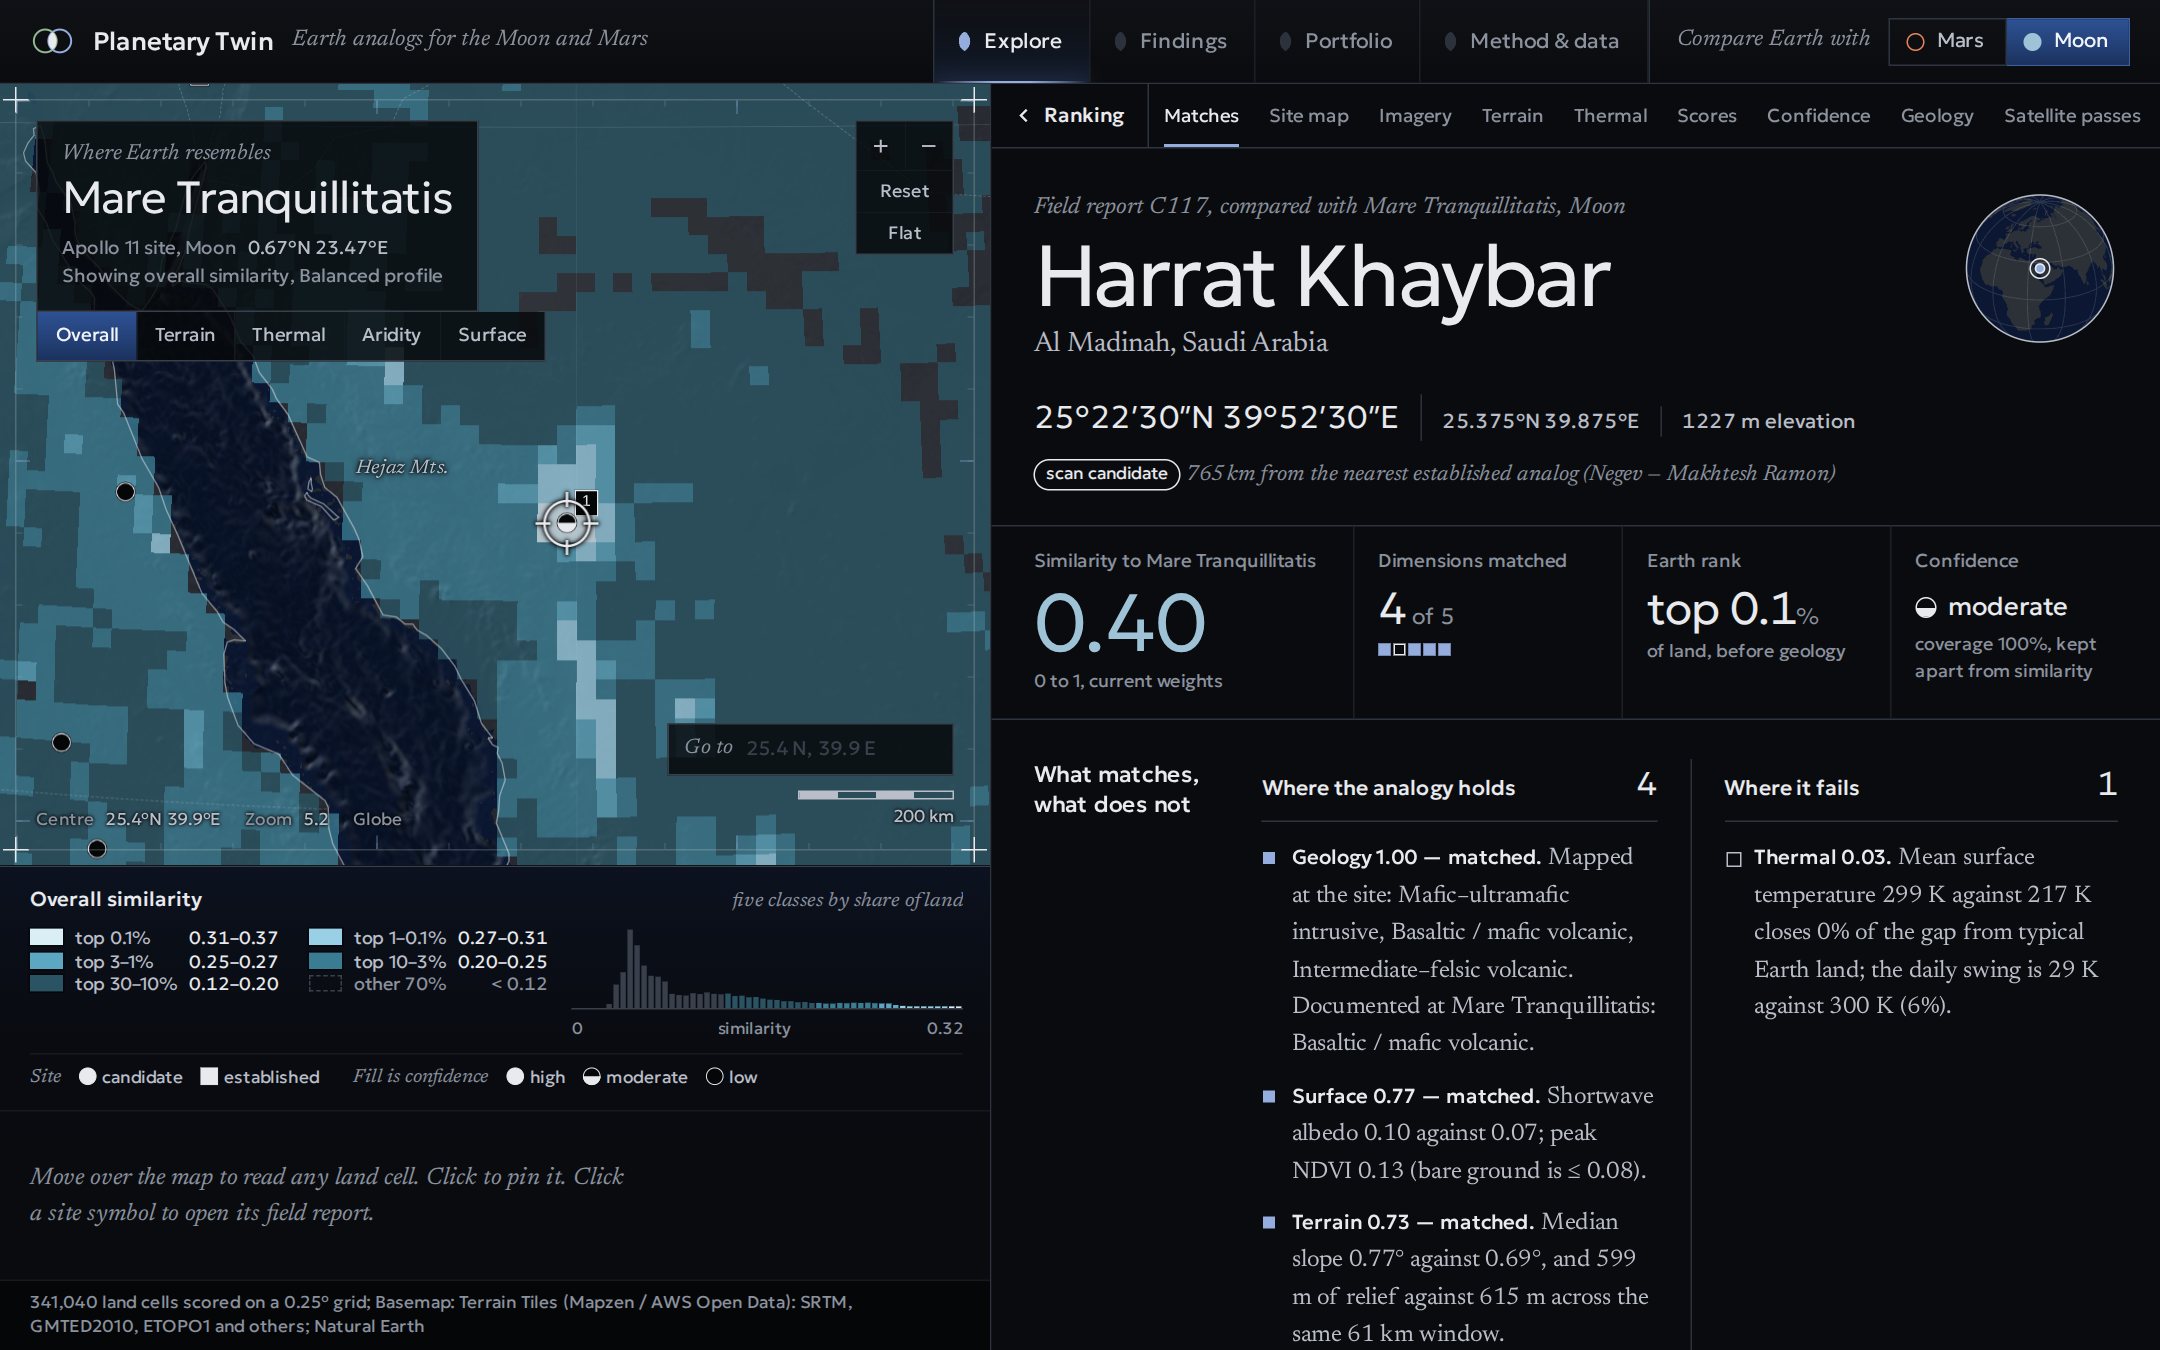 Planetary Twin Earth analogs for the Moon and Mars
Explore Findings Portfolio Method & data
Compare Earth with Mars Moon
Where Earth resembles
Mare Tranquillitatis
Apollo 11 site, Moon 0.67°N 23.47°E
Showing overall similarity, Balanced profile
Overall Terrain Thermal Aridity Surface
+ −
Reset
Flat
Hejaz Mts.
1
Go to 25.4 N, 39.9 E
200 km
Centre 25.4°N 39.9°E Zoom 5.2 Globe
Overall similarity
five classes by share of land
top 0.1% 0.31–0.37 top 1–0.1% 0.27–0.31
top 3–1% 0.25–0.27 top 10–3% 0.20–0.25
top 30–10% 0.12–0.20 other 70% < 0.12
0 similarity 0.32
Site candidate established Fill is confidence high moderate low
Move over the map to read any land cell. Click to pin it. Click
a site symbol to open its field report.
341,040 land cells scored on a 0.25° grid; Basemap: Terrain Tiles (Mapzen / AWS Open Data): SRTM,
GMTED2010, ETOPO1 and others; Natural Earth
‹ Ranking Matches Site map Imagery Terrain Thermal Scores Confidence Geology Satellite passes
Field report C117, compared with Mare Tranquillitatis, Moon
Harrat Khaybar
Al Madinah, Saudi Arabia
25°22′30″N 39°52′30″E 25.375°N 39.875°E 1227 m elevation
scan candidate 765 km from the nearest established analog (Negev – Makhtesh Ramon)
Similarity to Mare Tranquillitatis
0.40
0 to 1, current weights
Dimensions matched
4 of 5
Earth rank
top 0.1%
of land, before geology
Confidence
moderate
coverage 100%, kept
apart from similarity
What matches,
what does not
Where the analogy holds 4
Geology 1.00 — matched. Mapped
at the site: Mafic–ultramafic
intrusive, Basaltic / mafic volcanic,
Intermediate–felsic volcanic.
Documented at Mare Tranquillitatis:
Basaltic / mafic volcanic.
Surface 0.77 — matched. Shortwave
albedo 0.10 against 0.07; peak
NDVI 0.13 (bare ground is ≤ 0.08).
Terrain 0.73 — matched. Median
slope 0.77° against 0.69°, and 599
m of relief against 615 m across the
same 61 km window.
Where it fails 1
Thermal 0.03. Mean surface
temperature 299 K against 217 K
closes 0% of the gap from typical
Earth land; the daily swing is 29 K
against 300 K (6%).